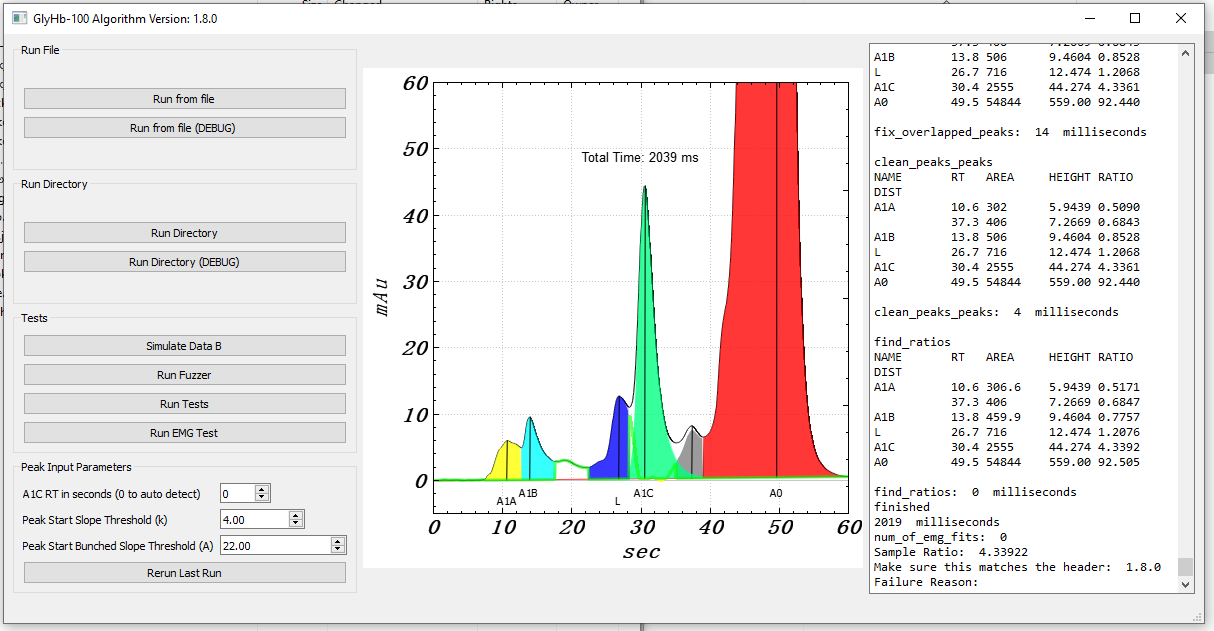 GlyHb-100 Algorithm Version: 1.8.0
Run File
Run from file
Run from file (DEBUG)
Run Directory
Run Directory
Run Directory (DEBUG)
Tests
Simulate Data B
Run Fuzzer
Run Tests
Run EMG Test
Peak Input Parameters
A1C RT in seconds (0 to auto detect) 0
Peak Start Slope Threshold (k) 4.00
Peak Start Bunched Slope Threshold (A) 22.00
Rerun Last Run
60
50
40
30
20
10
0
mAu
Total Time: 2039 ms
A1A A1B L A1C A0
0 10 20 30 40 50 60
sec
A1B 13.8 506 9.4604 0.8528
L 26.7 716 12.474 1.2068
A1C 30.4 2555 44.274 4.3361
A0 49.5 54844 559.00 92.440
fix_overlapped_peaks: 14 milliseconds
clean_peaks_peaks
NAME RT AREA HEIGHT RATIO
DIST
A1A 10.6 302 5.9439 0.5090
37.3 406 7.2669 0.6843
A1B 13.8 506 9.4604 0.8528
L 26.7 716 12.474 1.2068
A1C 30.4 2555 44.274 4.3361
A0 49.5 54844 559.00 92.440
clean_peaks_peaks: 4 milliseconds
find_ratios
NAME RT AREA HEIGHT RATIO
DIST
A1A 10.6 306.6 5.9439 0.5171
37.3 406 7.2669 0.6847
A1B 13.8 459.9 9.4604 0.7757
L 26.7 716 12.474 1.2076
A1C 30.4 2555 44.274 4.3392
A0 49.5 54844 559.00 92.505
find_ratios: 0 milliseconds
finished
2019 milliseconds
num_of_emg_fits: 0
Sample Ratio: 4.33922
Make sure this matches the header: 1.8.0
Failure Reason: